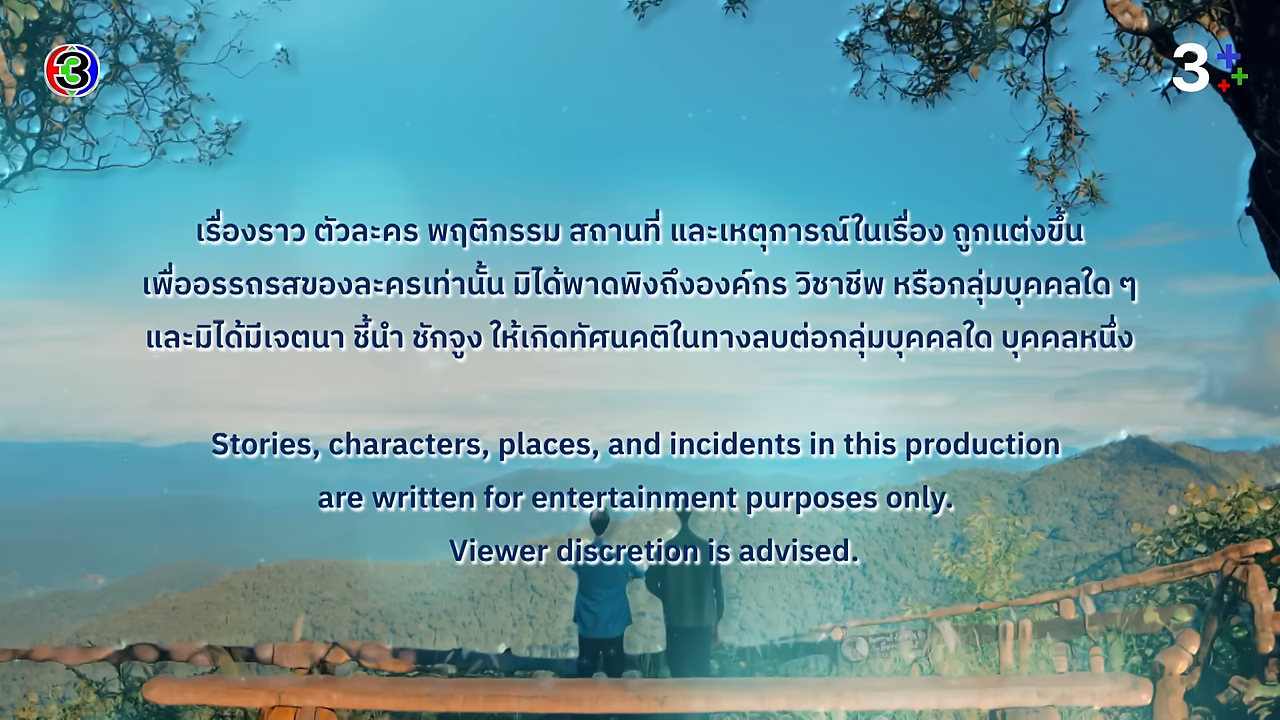 3 3
เรื่องราว ตัวละคร พฤติกรรม สถานที่ และเหตุการณ์ในเรื่อง ถูกแต่งขึ้น
เพื่ออรรถรสของละครเท่านั้น มิได้พาดพิงถึงองค์กร วิชาชีพ หรือกลุ่มบุคคลใด ๆ
และมิได้มีเจตนา ชี้นำ ชักจูง ให้เกิดทัศนคติในทางลบต่อกลุ่มบุคคลใด บุคคลหนึ่ง
Stories, characters, places, and incidents in this production
are written for entertainment purposes only.
Viewer discretion is advised.